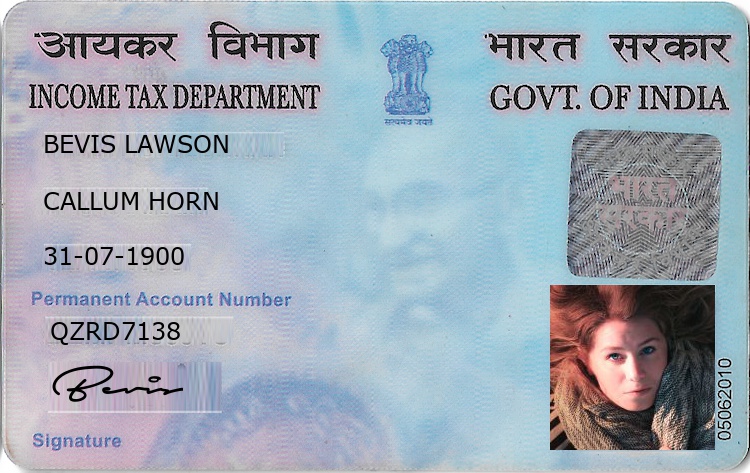 आयकर विभाग
भारत सरकार
INCOME TAX DEPARTMENT
GOVT. OF INDIA
सत्यमेव जयते
BEVIS LAWSON
CALLUM HORN
31-07-1900
Permanent Account Number
QZRD7138
Bevis
Signature
भारत
सरकार
05062010